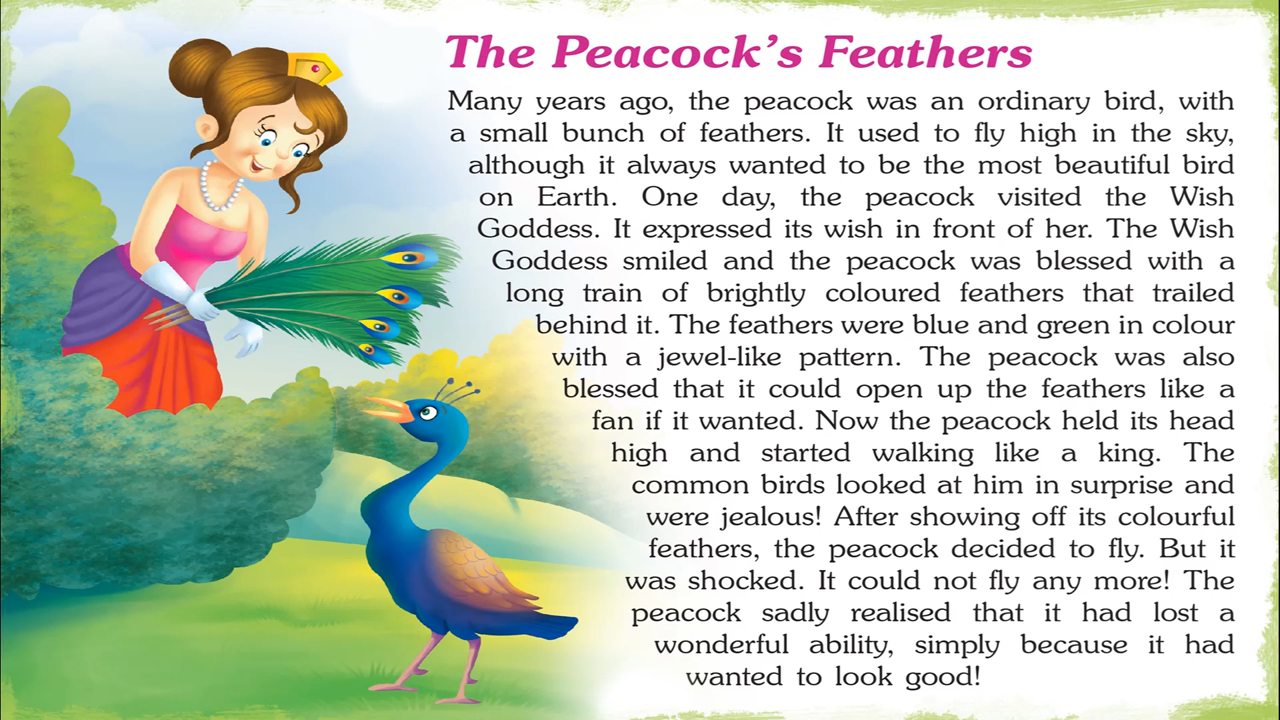 The Peacock's Feathers
Many years ago, the peacock was an ordinary bird, with
a small bunch of feathers. It used to fly high in the sky,
although it always wanted to be the most beautiful bird
on Earth. One day, the peacock visited the Wish
Goddess. It expressed its wish in front of her. The Wish
Goddess smiled and the peacock was blessed with a
long train of brightly coloured feathers that trailed
behind it. The feathers were blue and green in colour
with a jewel-like pattern. The peacock was also
blessed that it could open up the feathers like a
fan if it wanted. Now the peacock held its head
high and started walking like a king. The
common birds looked at him in surprise and
were jealous! After showing off its colourful
feathers, the peacock decided to fly. But it
was shocked. It could not fly any more! The
peacock sadly realised that it had lost a
wonderful ability, simply because it had
wanted to look good!